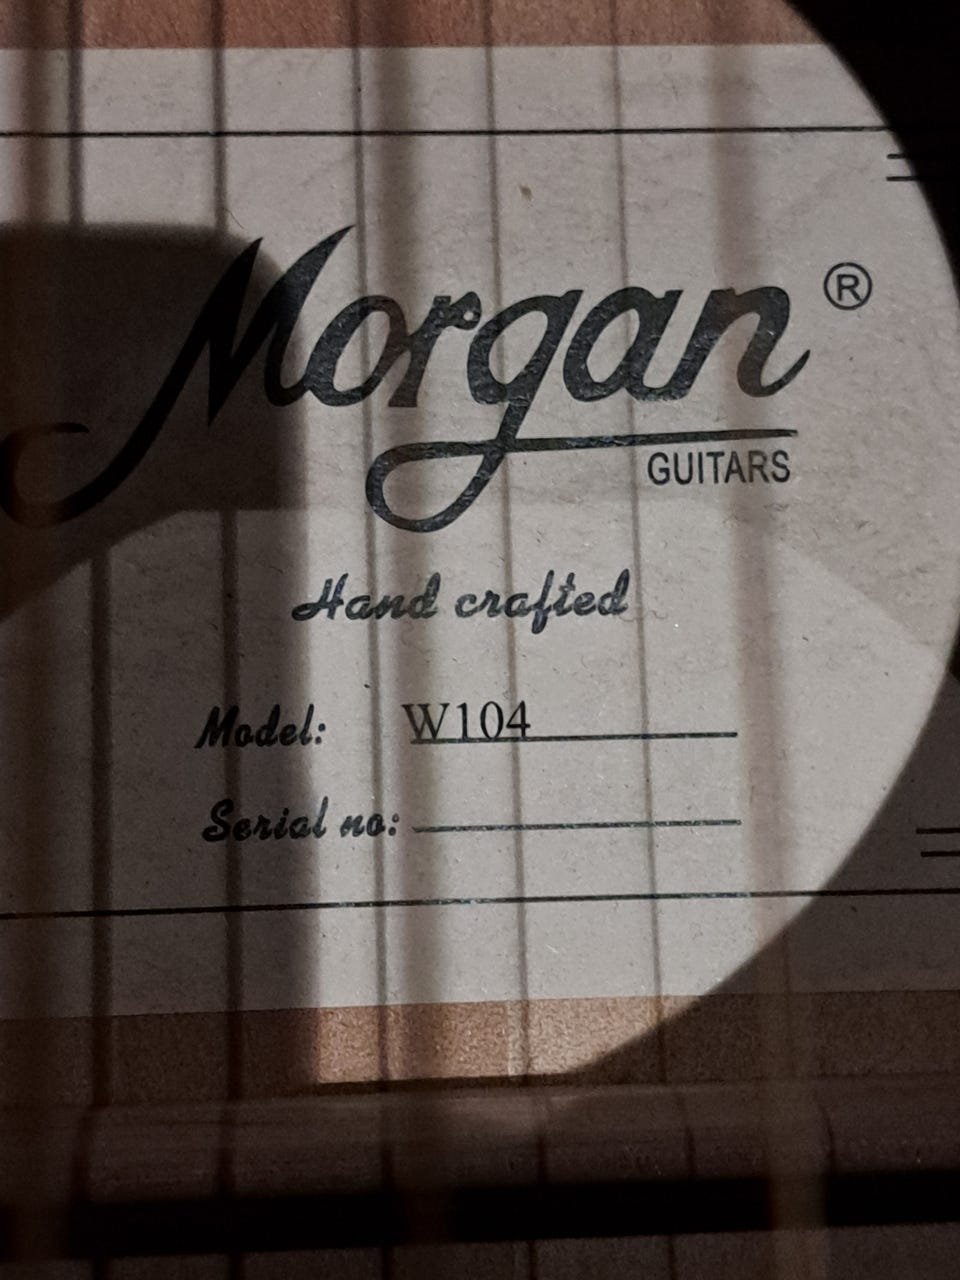 Morgan ®
GUITARS
Hand crafted
Model: W104
Serial no: